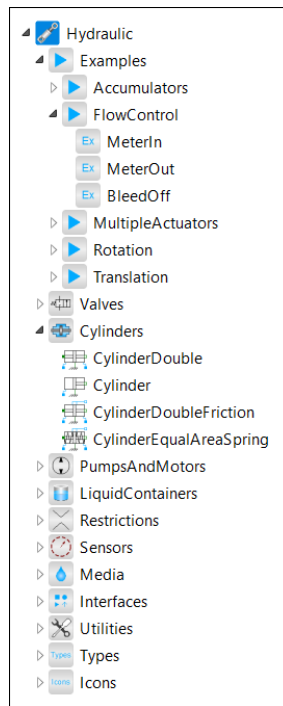 Hydraulic
Examples
Accumulators
FlowControl
Ex MeterIn
Ex MeterOut
Ex BleedOff
MultipleActuators
Rotation
Translation
Valves
Cylinders
CylinderDouble
Cylinder
CylinderDoubleFriction
CylinderEqualAreaSpring
PumpsAndMotors
LiquidContainers
Restrictions
Sensors
Media
Interfaces
Utilities
Types Types
Icons Icons